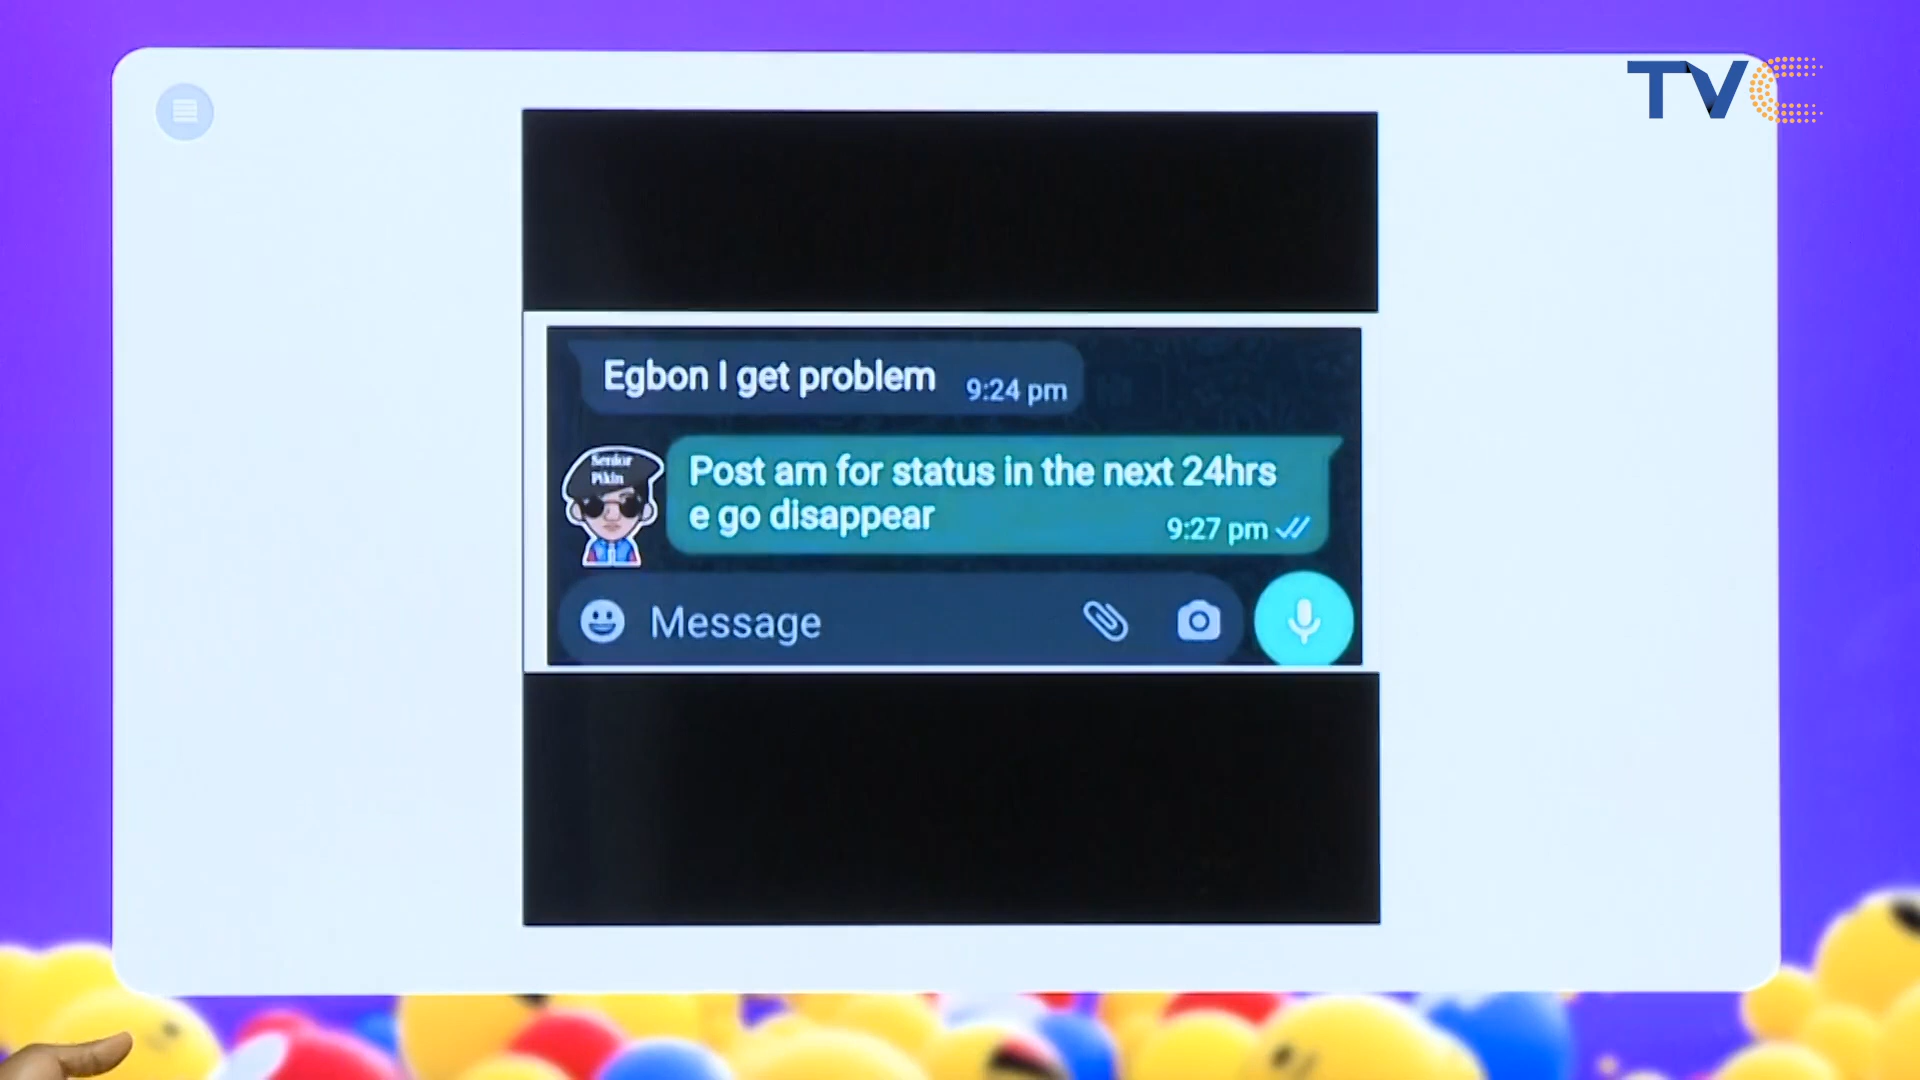 TVC
Egbon I get problem
9:24 pm
Senior
Pikin
Post am for status in the next 24hrs
e go disappear
9:27 pm
Message